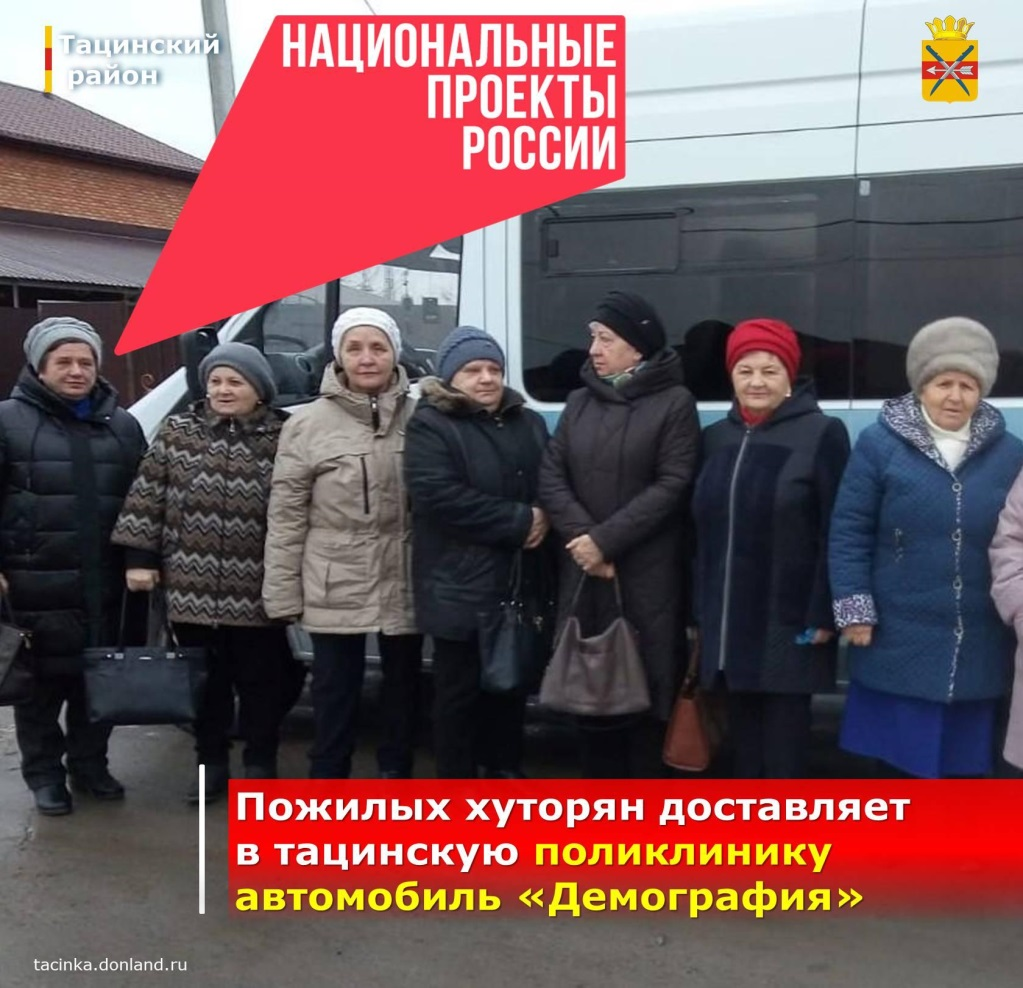 Тацинский
район
НАЦИОНАЛЬНЫЕ
ПРОЕКТЫ
РОССИИ
Пожилых хуторян доставляет
в тацинскую поликлинику
автомобиль «Демография»
tacinka.donland.ru